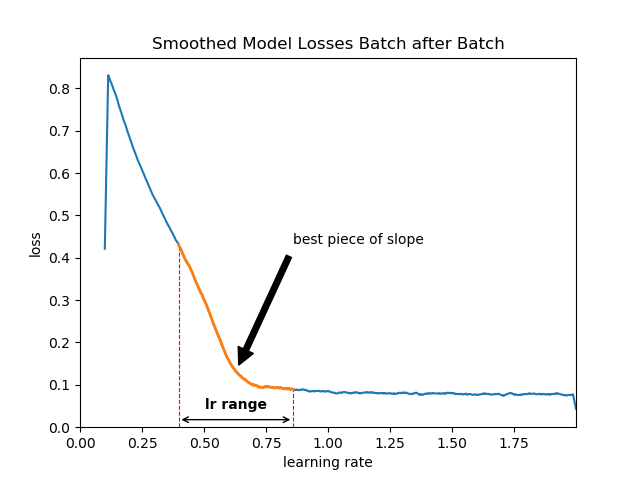 Smoothed Model Losses Batch after Batch
0.8
0.7
0.6
0.5
0.4
0.3
0.2
0.1
0.0
loss
best piece of slope
lr range
0.00 0.25 0.50 0.75 1.00 1.25 1.50 1.75
learning rate